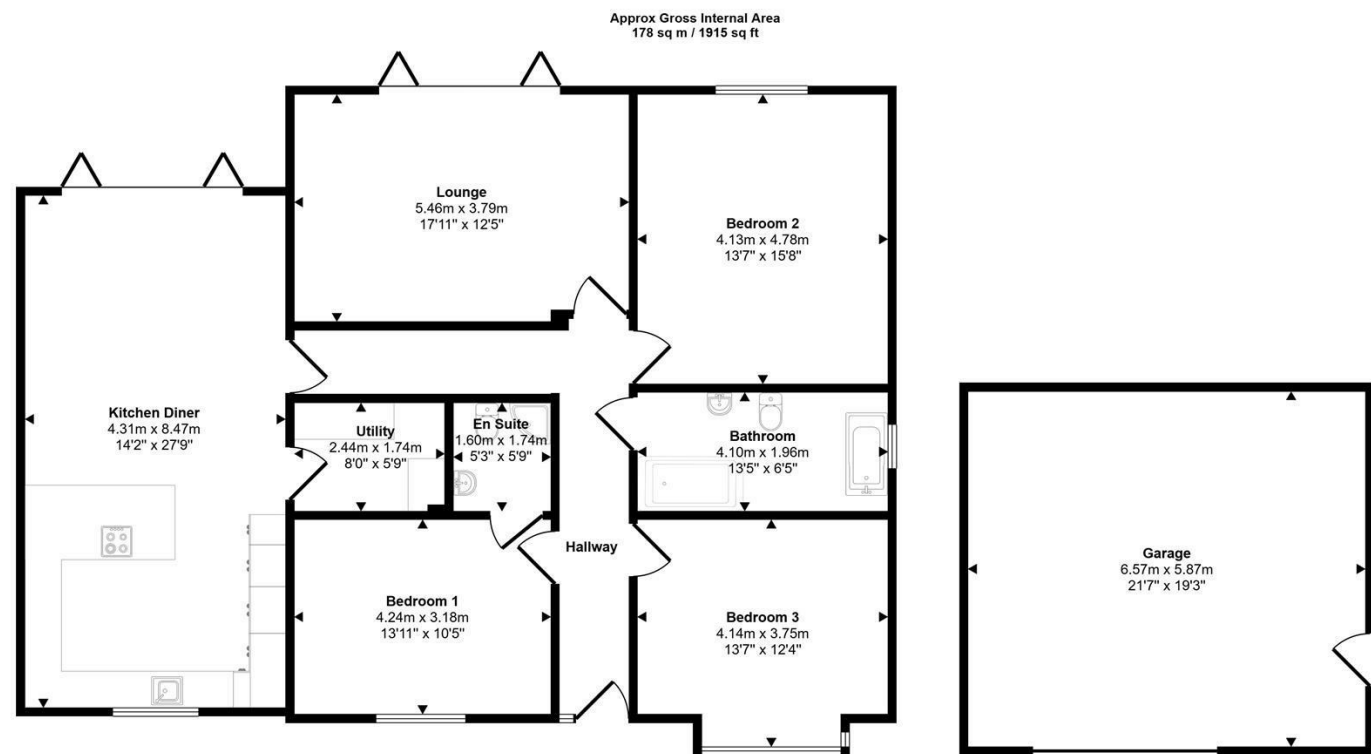 Approx Gross Internal Area
178 sq m / 1915 sq ft
Lounge
5.46m x 3.79m
17'11" x 12'5"
Bedroom 2
4.13m x 4.78m
13'7" x 15'8"
Kitchen Diner
4.31m x 8.47m
14'2" x 27'9"
Utility
2.44m x 1.74m
8'0" x 5'9"
En Suite
1.60m x 1.74m
5'3" x 5'9"
Bathroom
4.10m x 1.96m
13'5" x 6'5"
Hallway
Bedroom 1
4.24m x 3.18m
13'11" x 10'5"
Bedroom 3
4.14m x 3.75m
13'7" x 12'4"
Garage
6.57m x 5.87m
21'7" x 19'3"